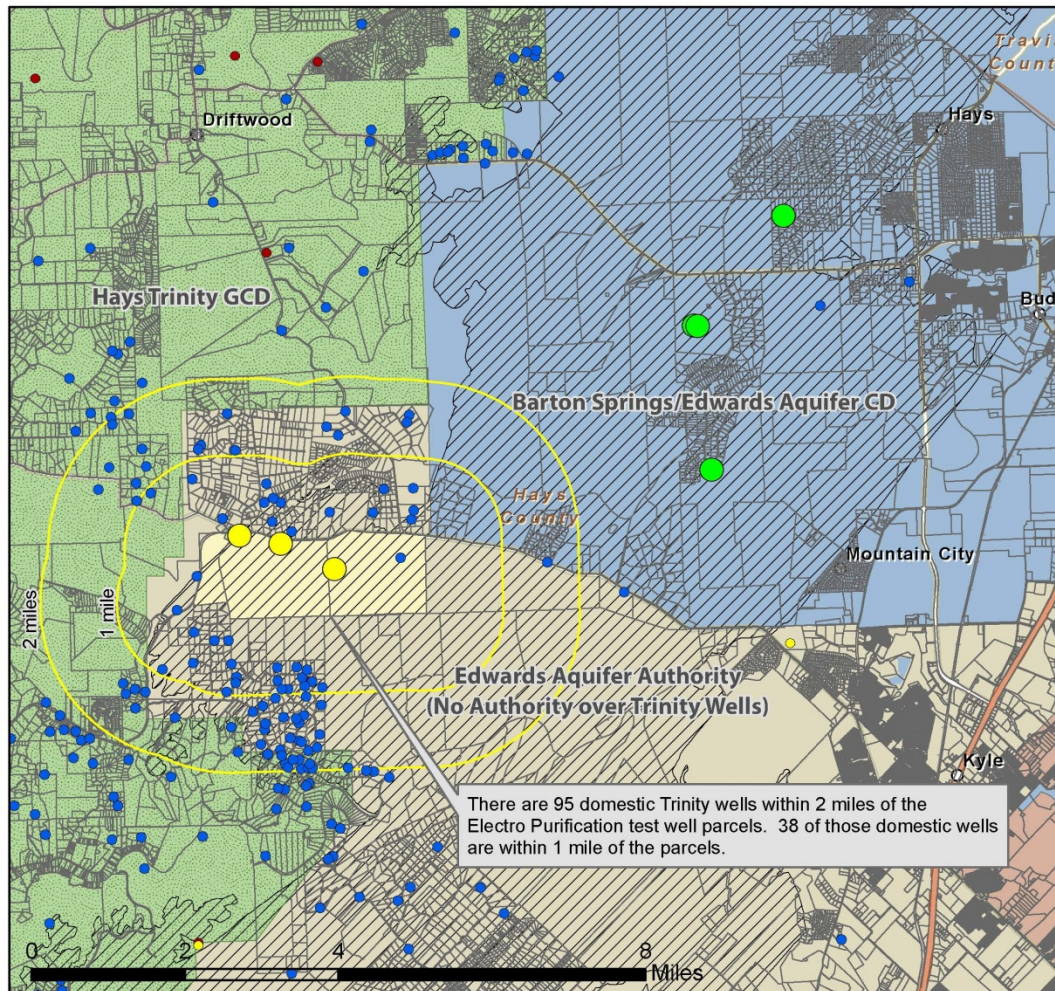 Travis
County
Hays
Driftwood
Hays Trinity GCD
Bud
Barton Springs/Edwards Aquifer CD
Hays
County
Mountain City
2 miles
1 mile
Edwards Aquifer Authority
(No Authority over Trinity Wells)
Kyle
There are 95 domestic Trinity wells within 2 miles of the
Electro Purification test well parcels. 38 of those domestic wells
are within 1 mile of the parcels.
0 2 4 8
Miles